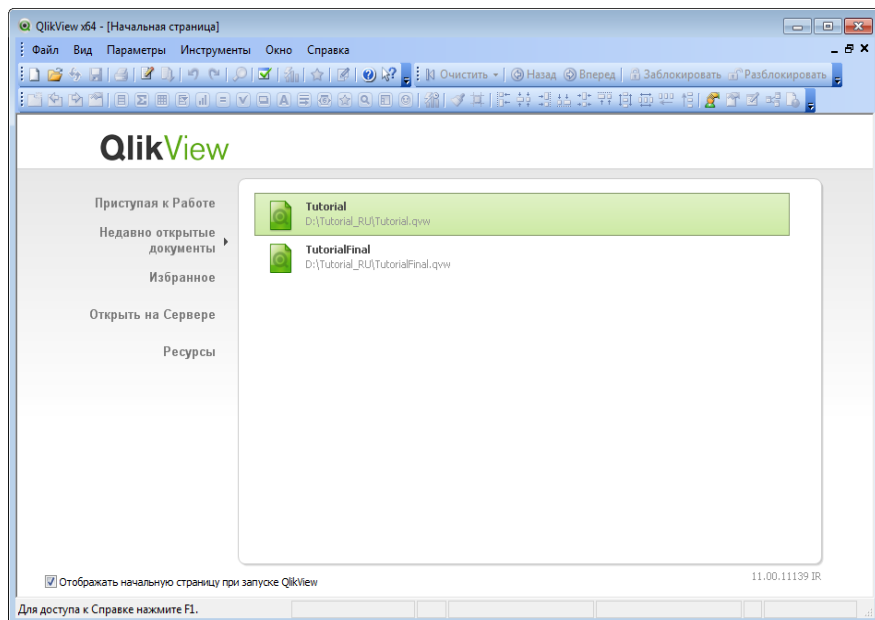 QlikView x64 - [Начальная страница]
Файл Вид Параметры Инструменты Окно Справка
Очистить Назад Вперед Заблокировать Разблокировать
QlikView
Приступая к Работе
Недавно открытые
документы
Избранное
Открыть на Сервере
Ресурсы
Tutorial
D:\Tutorial_RU\Tutorial.qvw
TutorialFinal
D:\Tutorial_RU\TutorialFinal.qvw
Отображать начальную страницу при запуске QlikView
11.00.11139 IR
Для доступа к Справке нажмите F1.